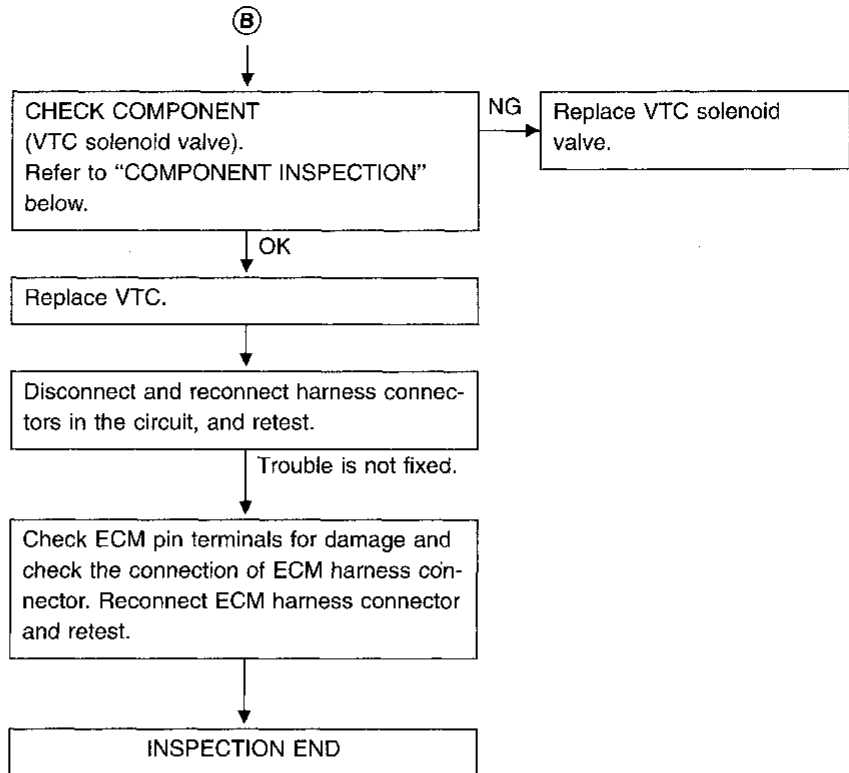 B
CHECK COMPONENT
(VTC solenoid valve).
Refer to “COMPONENT INSPECTION”
below.
NG
Replace VTC solenoid
valve.
OK
Replace VTC.
Disconnect and reconnect harness connec-
tors in the circuit, and retest.
Trouble is not fixed.
Check ECM pin terminals for damage and
check the connection of ECM harness con-
nector. Reconnect ECM harness connector
and retest.
INSPECTION END